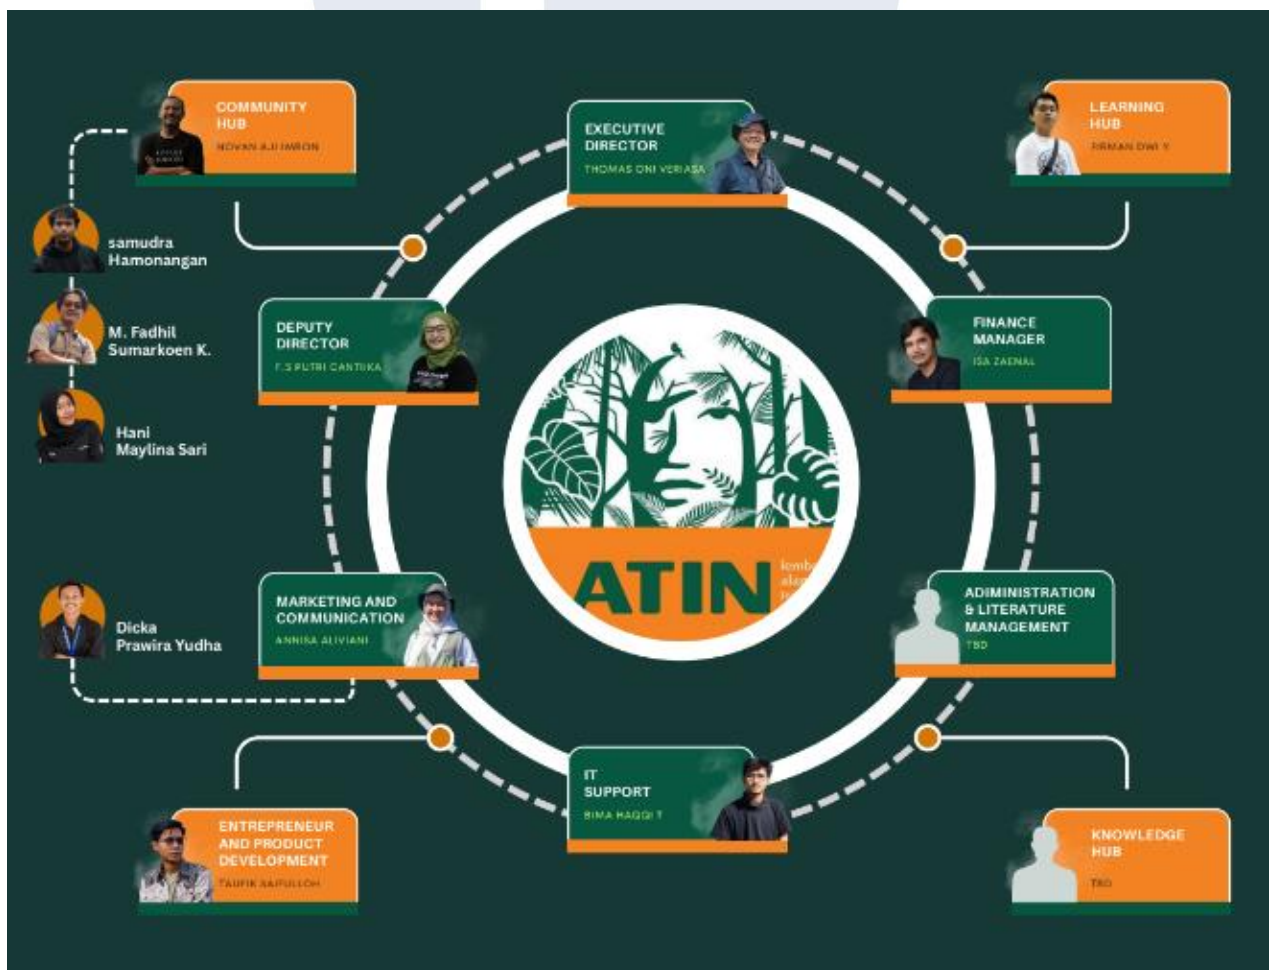 COMMUNITY
HUB
NOVAN AJI IMRON
EXECUTIVE
DIRECTOR
THOMAS ONI VERIASA
LEARNING
HUB
FIRMAN DWI Y
samudra
Hamonangan
M. Fadhil
Sumarkoen K.
Hani
Maylina Sari
DEPUTY
DIRECTOR
F.S PUTRI CANTIIKA
FINANCE
MANAGER
ISA ZAENAL
ATIN
MARKETING AND
COMMUNICATION
ANNISA ALIVIANI
ADIMINISTRATION
& LITERATURE
MANAGEMENT
TBD
Dicka
Prawira Yudha
IT
SUPPORT
BIMA HAQQI T
ENTREPRENEUR
AND PRODUCT
DEVELOPMENT
TAUFIK SAIFULLOH
KNOWLEDGE
HUB
TBD